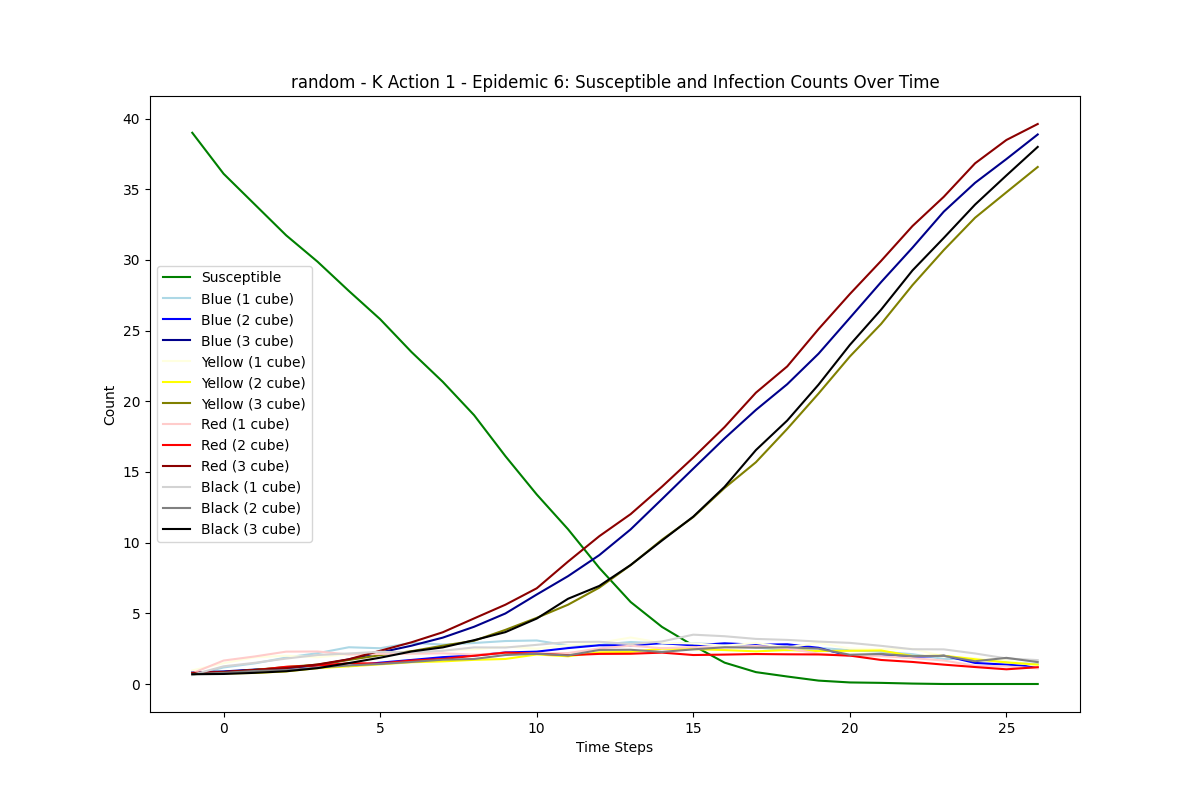 random - K Action 1 - Epidemic 6: Susceptible and Infection Counts Over Time
40
35
30
25
20
15
10
5
0
Count
Susceptible
Blue (1 cube)
Blue (2 cube)
Blue (3 cube)
Yellow (1 cube)
Yellow (2 cube)
Yellow (3 cube)
Red (1 cube)
Red (2 cube)
Red (3 cube)
Black (1 cube)
Black (2 cube)
Black (3 cube)
0 5 10 15 20 25
Time Steps